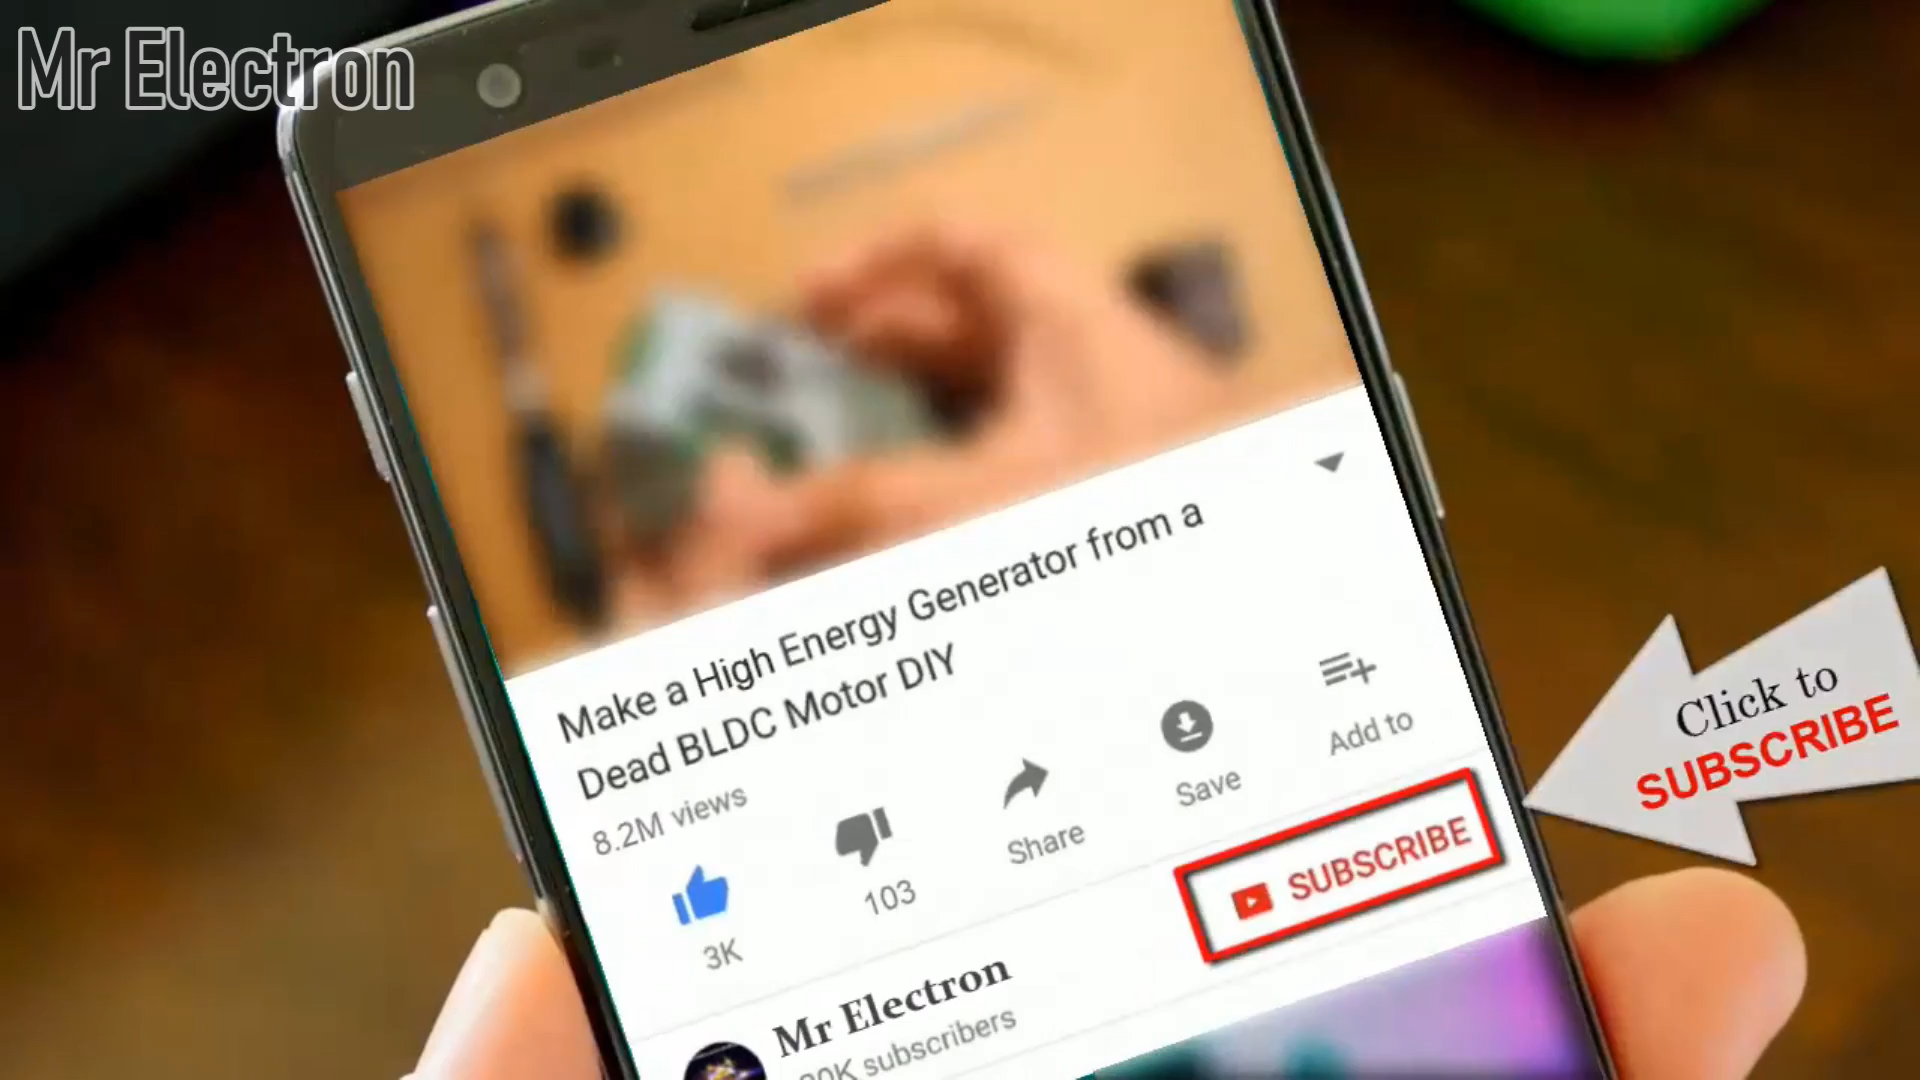 Mr Electron
Make a High Energy Generator from a
Dead BLDC Motor DIY
8.2M views
3K
103
Share
Save
Add to
SUBSCRIBE
Click to
SUBSCRIBE
Mr Electron
subscribers